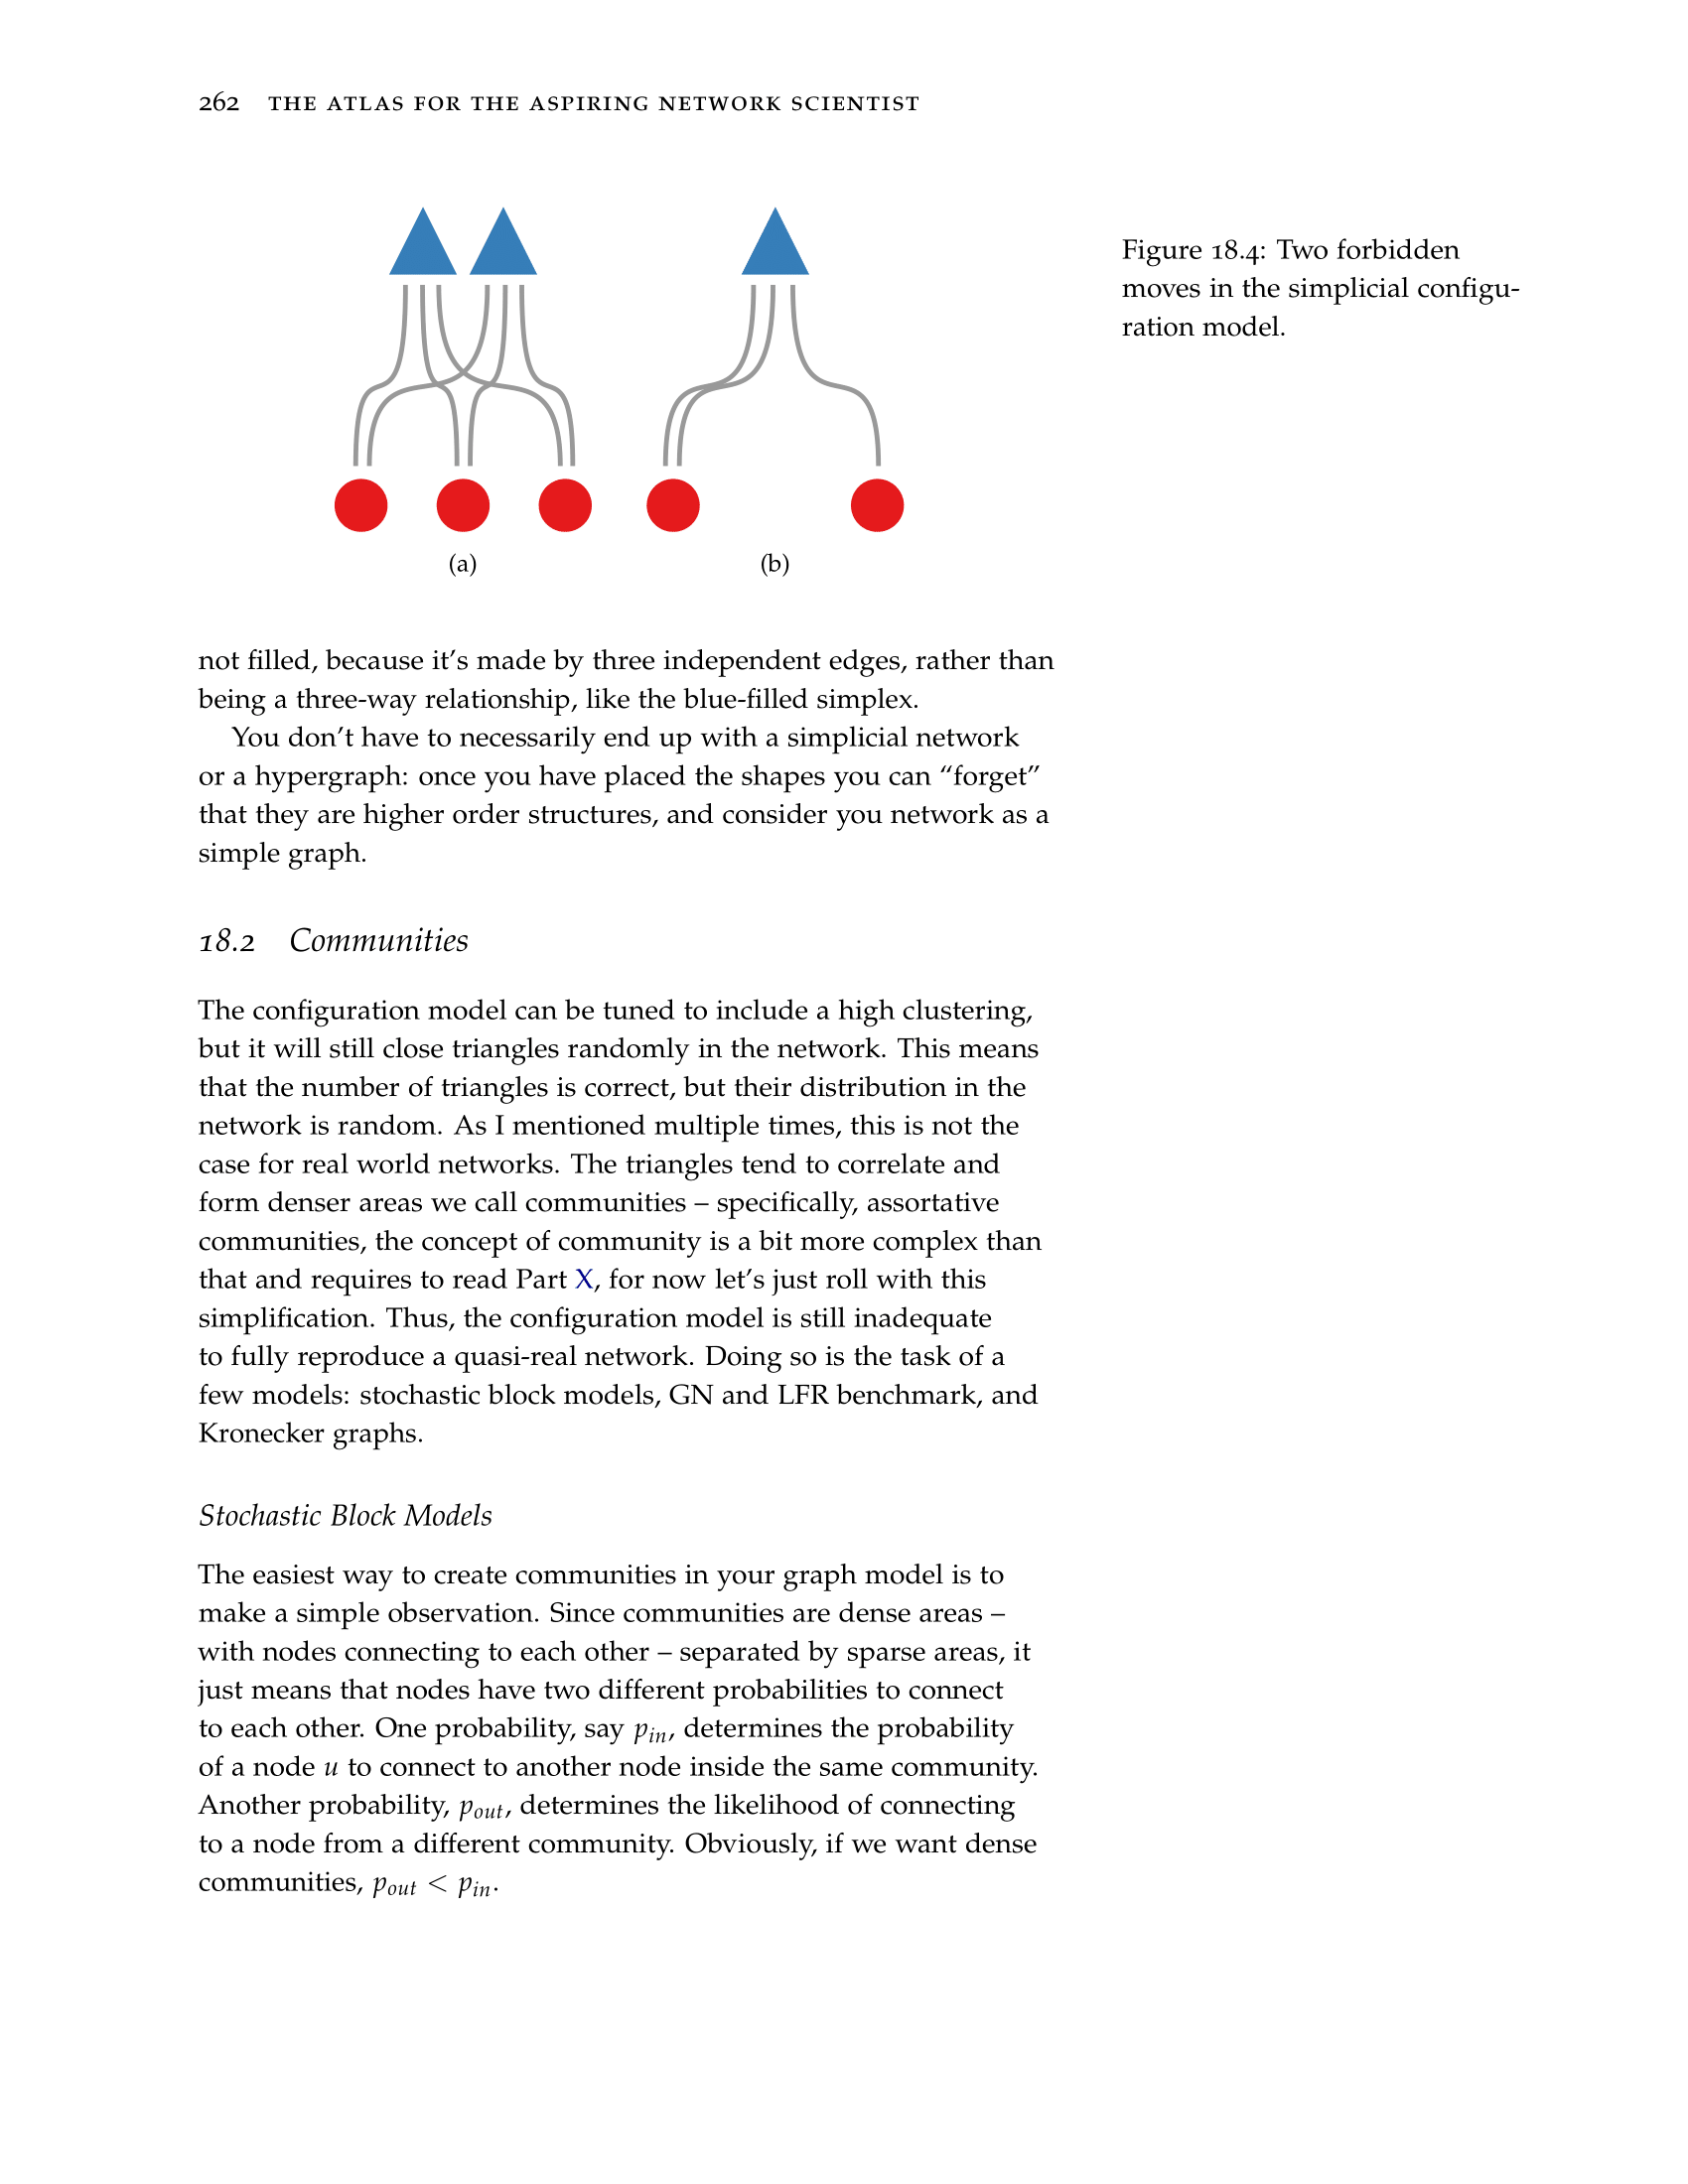 262 THE ATLAS FOR THE ASPIRING NETWORK SCIENTIST
(a)
(b)
Figure 18.4: Two forbidden
moves in the simplicial configu-
ration model.
not filled, because it's made by three independent edges, rather than
being a three-way relationship, like the blue-filled simplex.
You don't have to necessarily end up with a simplicial network
or a hypergraph: once you have placed the shapes you can “forget”
that they are higher order structures, and consider you network as a
simple graph.
18.2 Communities
The configuration model can be tuned to include a high clustering,
but it will still close triangles randomly in the network. This means
that the number of triangles is correct, but their distribution in the
network is random. As I mentioned multiple times, this is not the
case for real world networks. The triangles tend to correlate and
form denser areas we call communities – specifically, assortative
communities, the concept of community is a bit more complex than
that and requires to read Part X, for now let's just roll with this
simplification. Thus, the configuration model is still inadequate
to fully reproduce a quasi-real network. Doing so is the task of a
few models: stochastic block models, GN and LFR benchmark, and
Kronecker graphs.
Stochastic Block Models
The easiest way to create communities in your graph model is to
make a simple observation. Since communities are dense areas –
with nodes connecting to each other – separated by sparse areas, it
just means that nodes have two different probabilities to connect
to each other. One probability, say p_in, determines the probability
of a node u to connect to another node inside the same community.
Another probability, p_out, determines the likelihood of connecting
to a node from a different community. Obviously, if we want dense
communities, p_out < p_in.